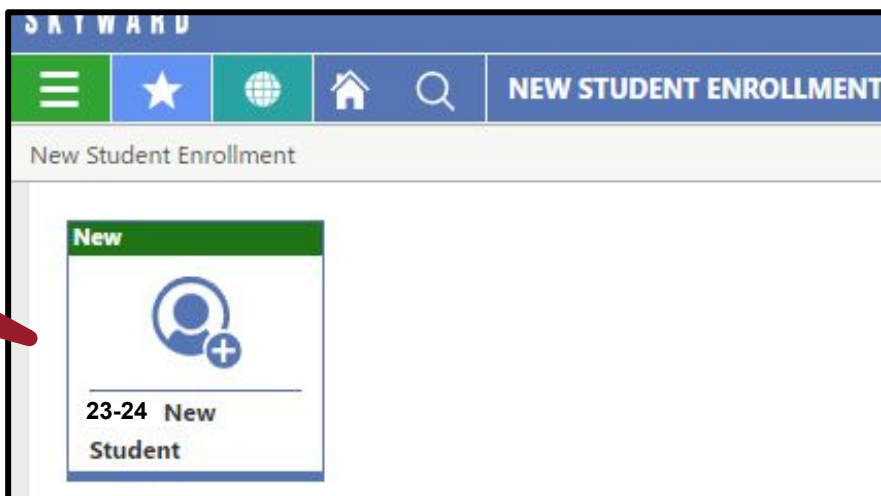 SKYWARD
NEW STUDENT ENROLLMENT
New Student Enrollment
New
23-24 New
Student